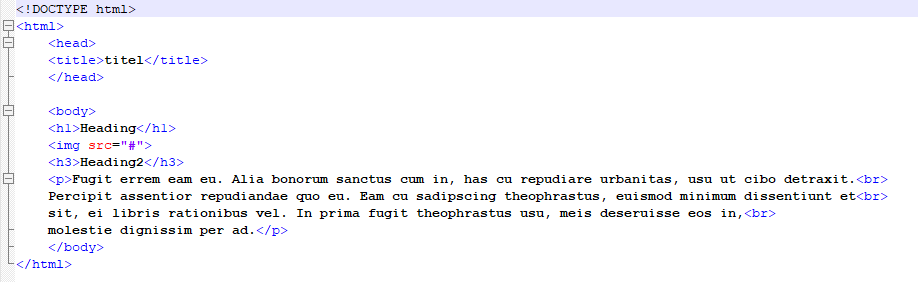 <!DOCTYPE html>
<html>
<head>
<title>titel</title>
</head>
<body>
<h1>Heading</h1>
<img src="#">
<h3>Heading2</h3>
<p>Fugit errem eam eu. Alia bonorum sanctus cum in, has cu repudiare urbanitas, usu ut cibo detraxit.<br>
Percipit assentior repudiandae quo eu. Eam cu sadipscing theophrastus, euismod minimum dissentiunt et<br>
sit, ei libris rationibus vel. In prima fugit theophrastus usu, meis deseruisse eos in,<br>
molestie dignissim per ad.</p>
</body>
</html>